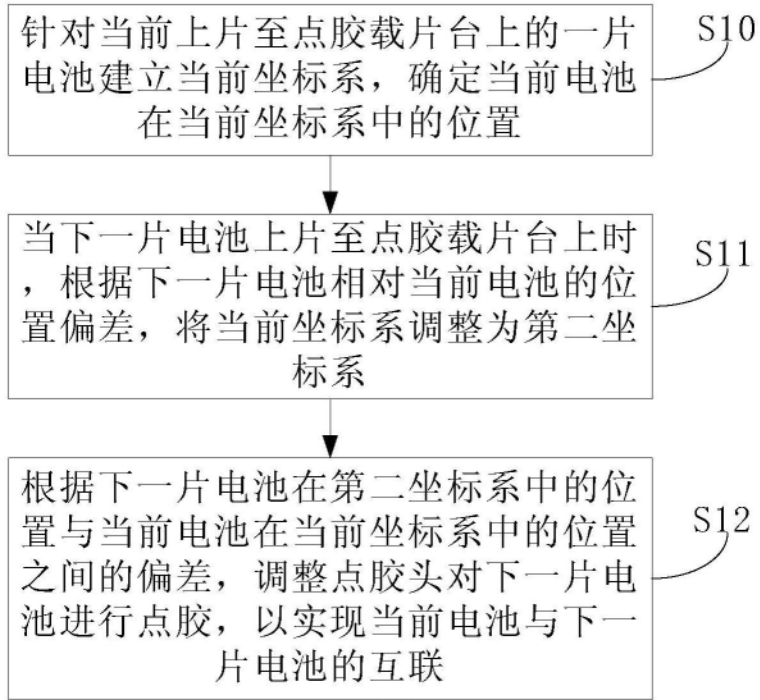 针对当前上片至点胶载片台上的一片
电池建立当前坐标系，确定当前电池
在当前坐标系中的位置
S10
当下一片电池上片至点胶载片台上时
，根据下一片电池相对当前电池的位
置偏差，将当前坐标系调整为第二坐
标系
S11
根据下一片电池在第二坐标系中的位
置与当前电池在当前坐标系中的位置
之间的偏差，调整点胶头对下一片电
池进行点胶，以实现当前电池与下一
片电池的互联
S12